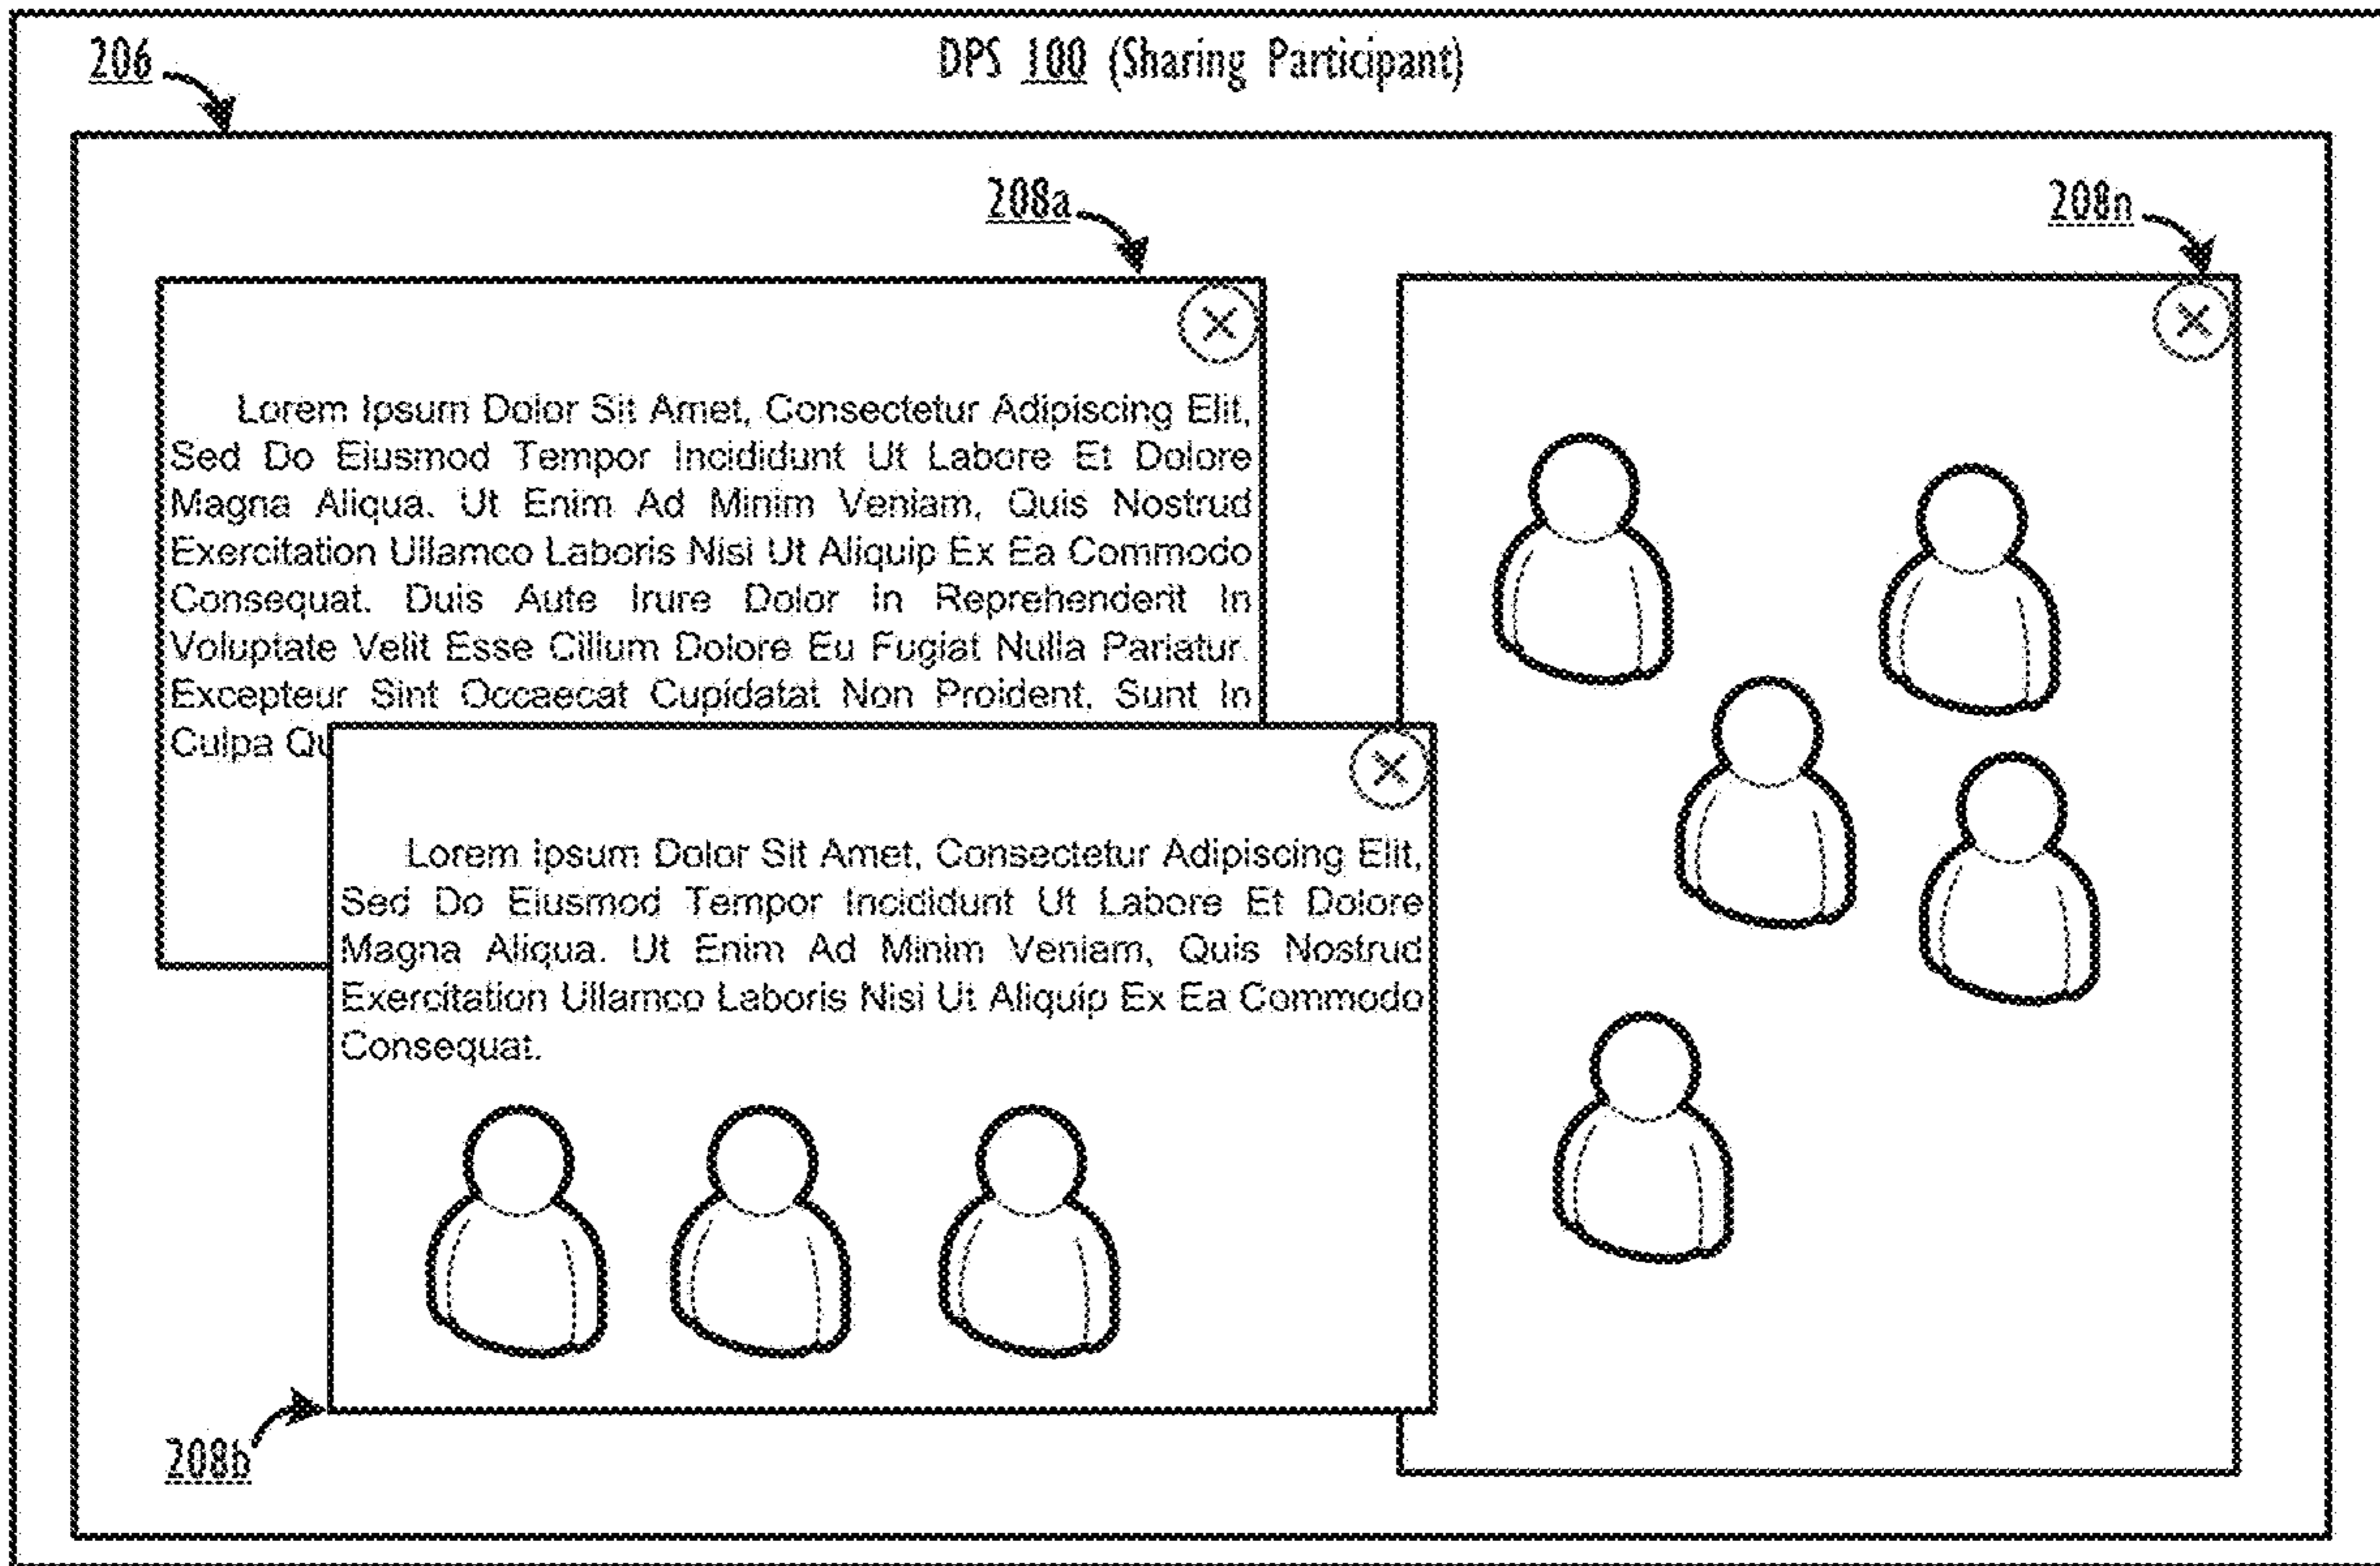 206
DPS 100 (Sharing Participant)
208a
208n
Lorem Ipsum Dolor Sit Amet, Consectetur Adipiscing Elit,
Sed Do Eiusmod Tempor Incididunt Ut Labore Et Dolore
Magna Aliqua. Ut Enim Ad Minim Veniam, Quis Nostrud
Exercitation Ullamco Laboris Nisi Ut Aliquip Ex Ea Commodo
Consequat. Duis Aute Irure Dolor In Reprehenderit In
Voluptate Velit Esse Cillum Dolore Eu Fugiat Nulla Pariatur.
Excepteur Sint Occaecat Cupidatat Non Proident, Sunt In
Culpa Qu
Lorem Ipsum Dolor Sit Amet, Consectetur Adipiscing Elit,
Sed Do Eiusmod Tempor Incididunt Ut Labore Et Dolore
Magna Aliqua. Ut Enim Ad Minim Veniam, Quis Nostrud
Exercitation Ullamco Laboris Nisi Ut Aliquip Ex Ea Commodo
Consequat.
208b